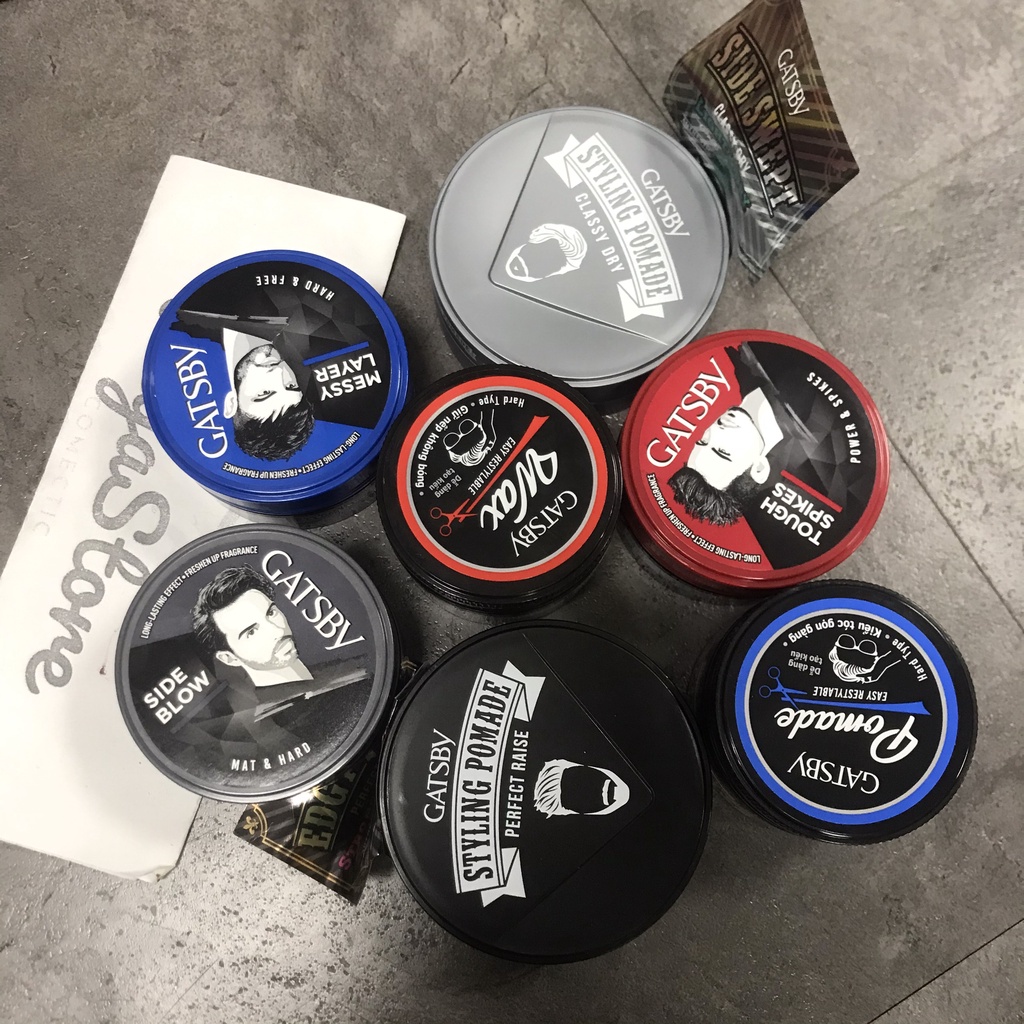 GATSBY
SIDE SWEPT
CLASSY DRY
GATSBY
STYLING POMADE
CLASSY DRY
HARD & FREE
MESSY
LAYER
GATSBY
LONG-LASTING EFFECT • FRESHEN UP FRAGRANCE
GATSBY
POWER & SPIKES
TOUGH
SPIKES
LONG-LASTING EFFECT • FRESHEN UP FRAGRANCE
GATSBY
Wax
EASY RESTYLABLE
Dễ dàng
tạo kiểu
Hard Type • Giữ nếp không bóng •
LONG-LASTING EFFECT • FRESHEN UP FRAGRANCE
GATSBY
SIDE
BLOW
MAT & HARD
GATSBY
STYLING POMADE
PERFECT RAISE
GATSBY
Pomade
EASY RESTYLABLE
Dễ dàng
tạo kiểu
Hard Type • Kiểu tóc gọn gàng •
gaStore
COSMETIC